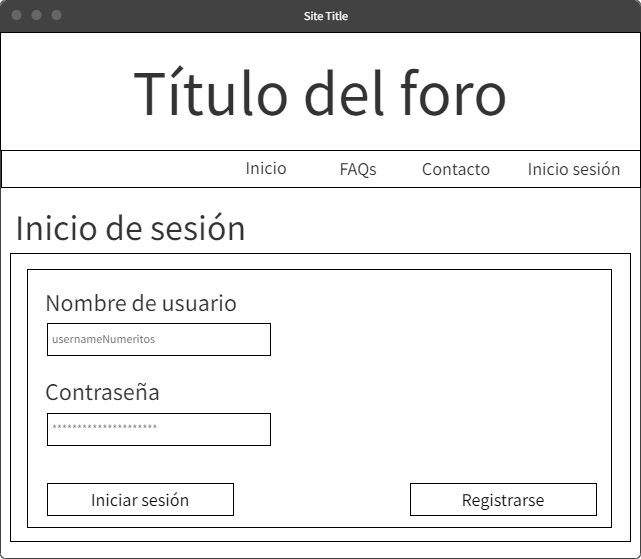 Site Title
Título del foro
Inicio FAQs Contacto Inicio sesión
Inicio de sesión
Nombre de usuario
usernameNumeritos
Contraseña
*********************
Iniciar sesión Registrarse